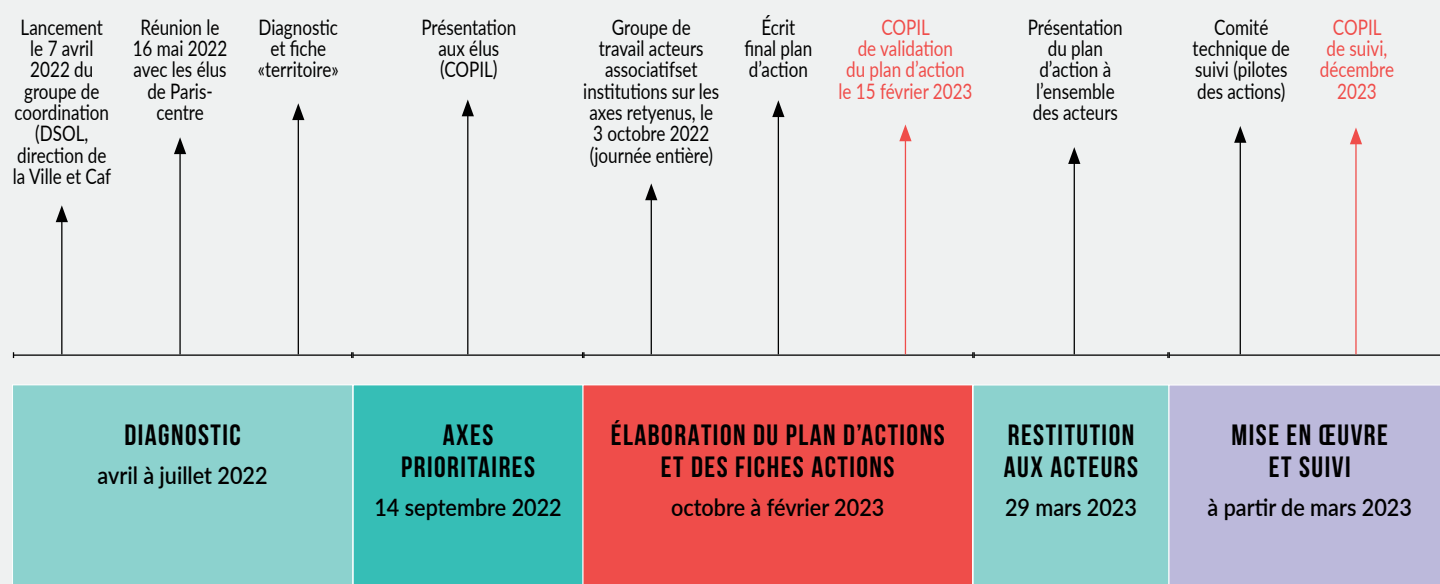 Lancement
le 7 avril
2022 du
groupe de
coordination
(DSOL,
direction de
la Ville et Caf
Réunion le
16 mai 2022
avec les élus
de Paris-
centre
Diagnostic
et fiche
«territoire»
Présentation
aux élus
(COPIL)
Groupe de
travail acteurs
associatifset
institutions sur les
axes retyenus, le
3 octobre 2022
(journée entière)
Écrit
final plan
d’action
COPIL
de validation
du plan d’action
le 15 février 2023
Présentation
du plan
d’action à
l’ensemble
des acteurs
Comité
technique de
suivi (pilotes
des actions)
COPIL
de suivi,
décembre
2023
DIAGNOSTIC
avril à juillet 2022
AXES
PRIORITAIRES
14 septembre 2022
ÉLABORATION DU PLAN D’ACTIONS
ET DES FICHES ACTIONS
octobre à février 2023
RESTITUTION
AUX ACTEURS
29 mars 2023
MISE EN ŒUVRE
ET SUIVI
à partir de mars 2023